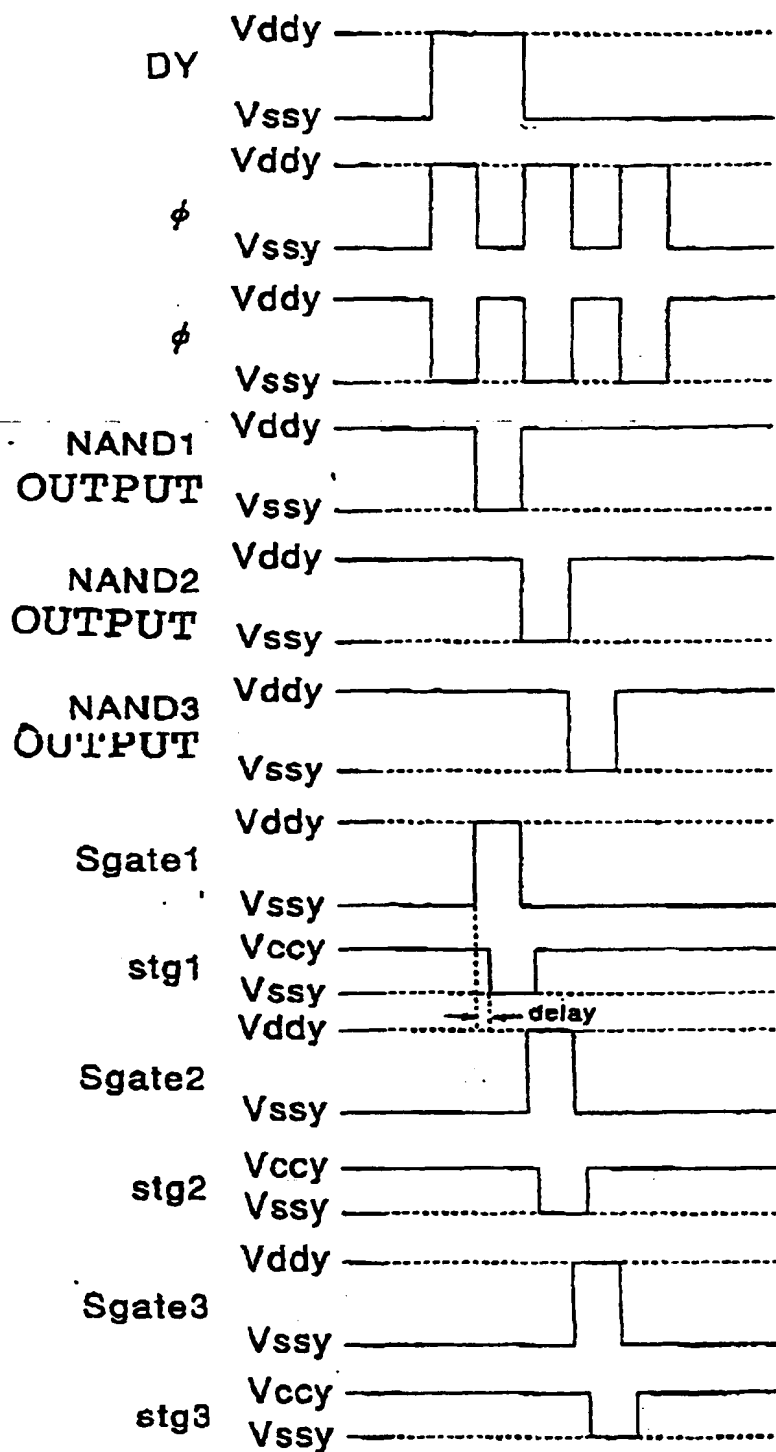 Vddy
DY
Vssy
Vddy
ϕ
Vssy
Vddy
ϕ
Vssy
Vddy
NAND1
OUTPUT
Vssy
Vddy
NAND2
OUTPUT
Vssy
Vddy
NAND3
OUTPUT
Vssy
Vddy
Sgate1
Vssy
Vccy
stg1
Vssy
delay
Vddy
Sgate2
Vssy
Vccy
stg2
Vssy
Vddy
Sgate3
Vssy
Vccy
stg3
Vssy